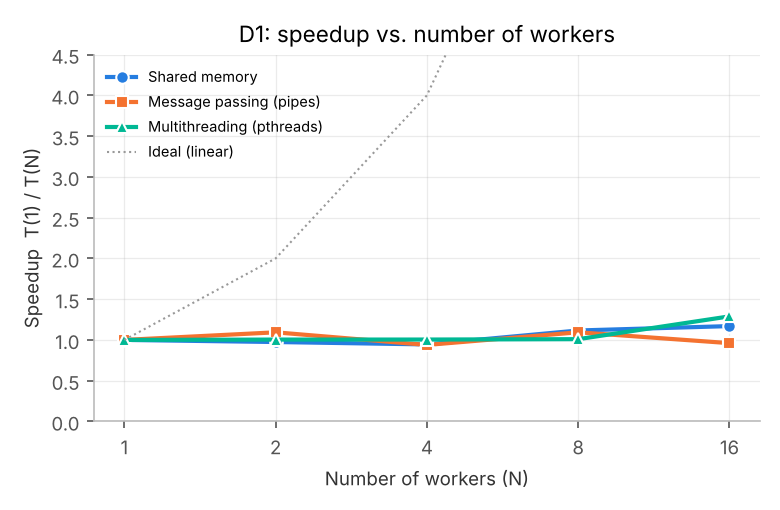 D1: speedup vs. number of workers
Speedup T(1) / T(N)
4.5
4.0
3.5
3.0
2.5
2.0
1.5
1.0
0.5
0.0
Shared memory
Message passing (pipes)
Multithreading (pthreads)
Ideal (linear)
1 2 4 8 16
Number of workers (N)